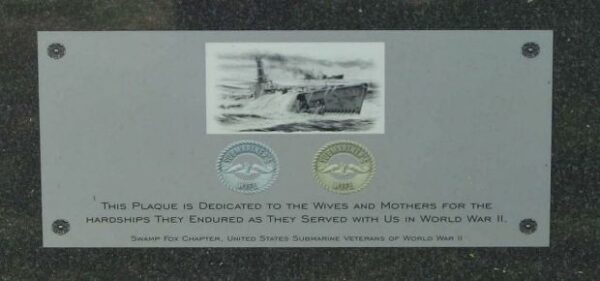 THIS PLAQUE IS DEDICATED TO THE WIVES AND MOTHERS FOR THE
HARDSHIPS THEY ENDURED AS THEY SERVED WITH US IN WORLD WAR II.
SWAMP FOX CHAPTER, UNITED STATES SUBMARINE VETERANS OF WORLD WAR II